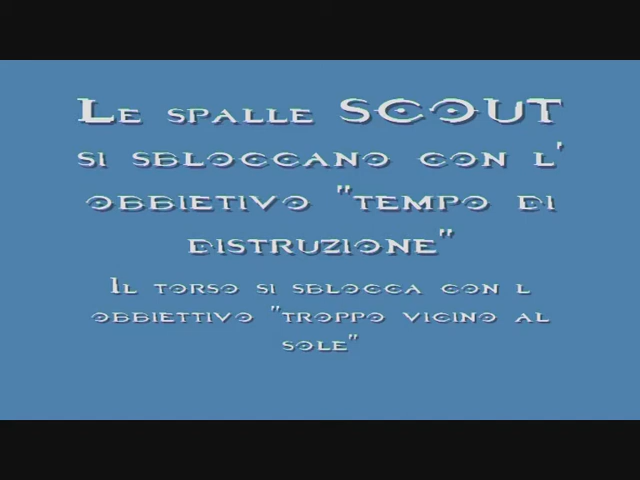 Le spalle SCOUT
si sbloccano con l'
obbietivo "tempo di
distruzione"
Il torso si sblocca con l
obbiettivo "troppo vicino al
sole"